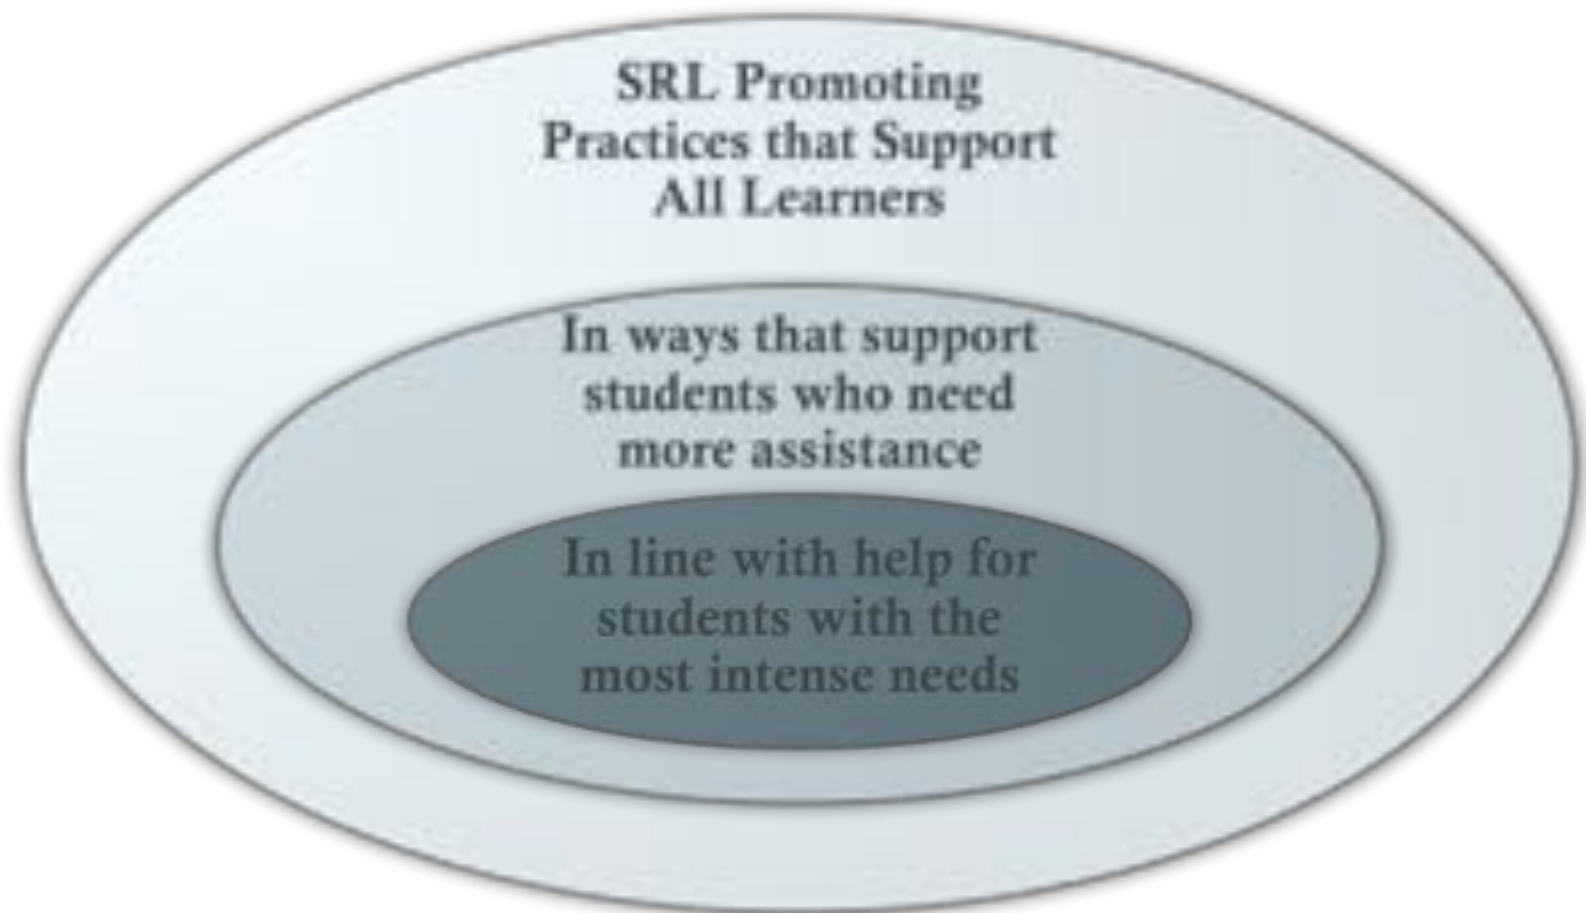 SRL Promoting
Practices that Support
All Learners
In ways that support
students who need
more assistance
In line with help for
students with the
most intense needs